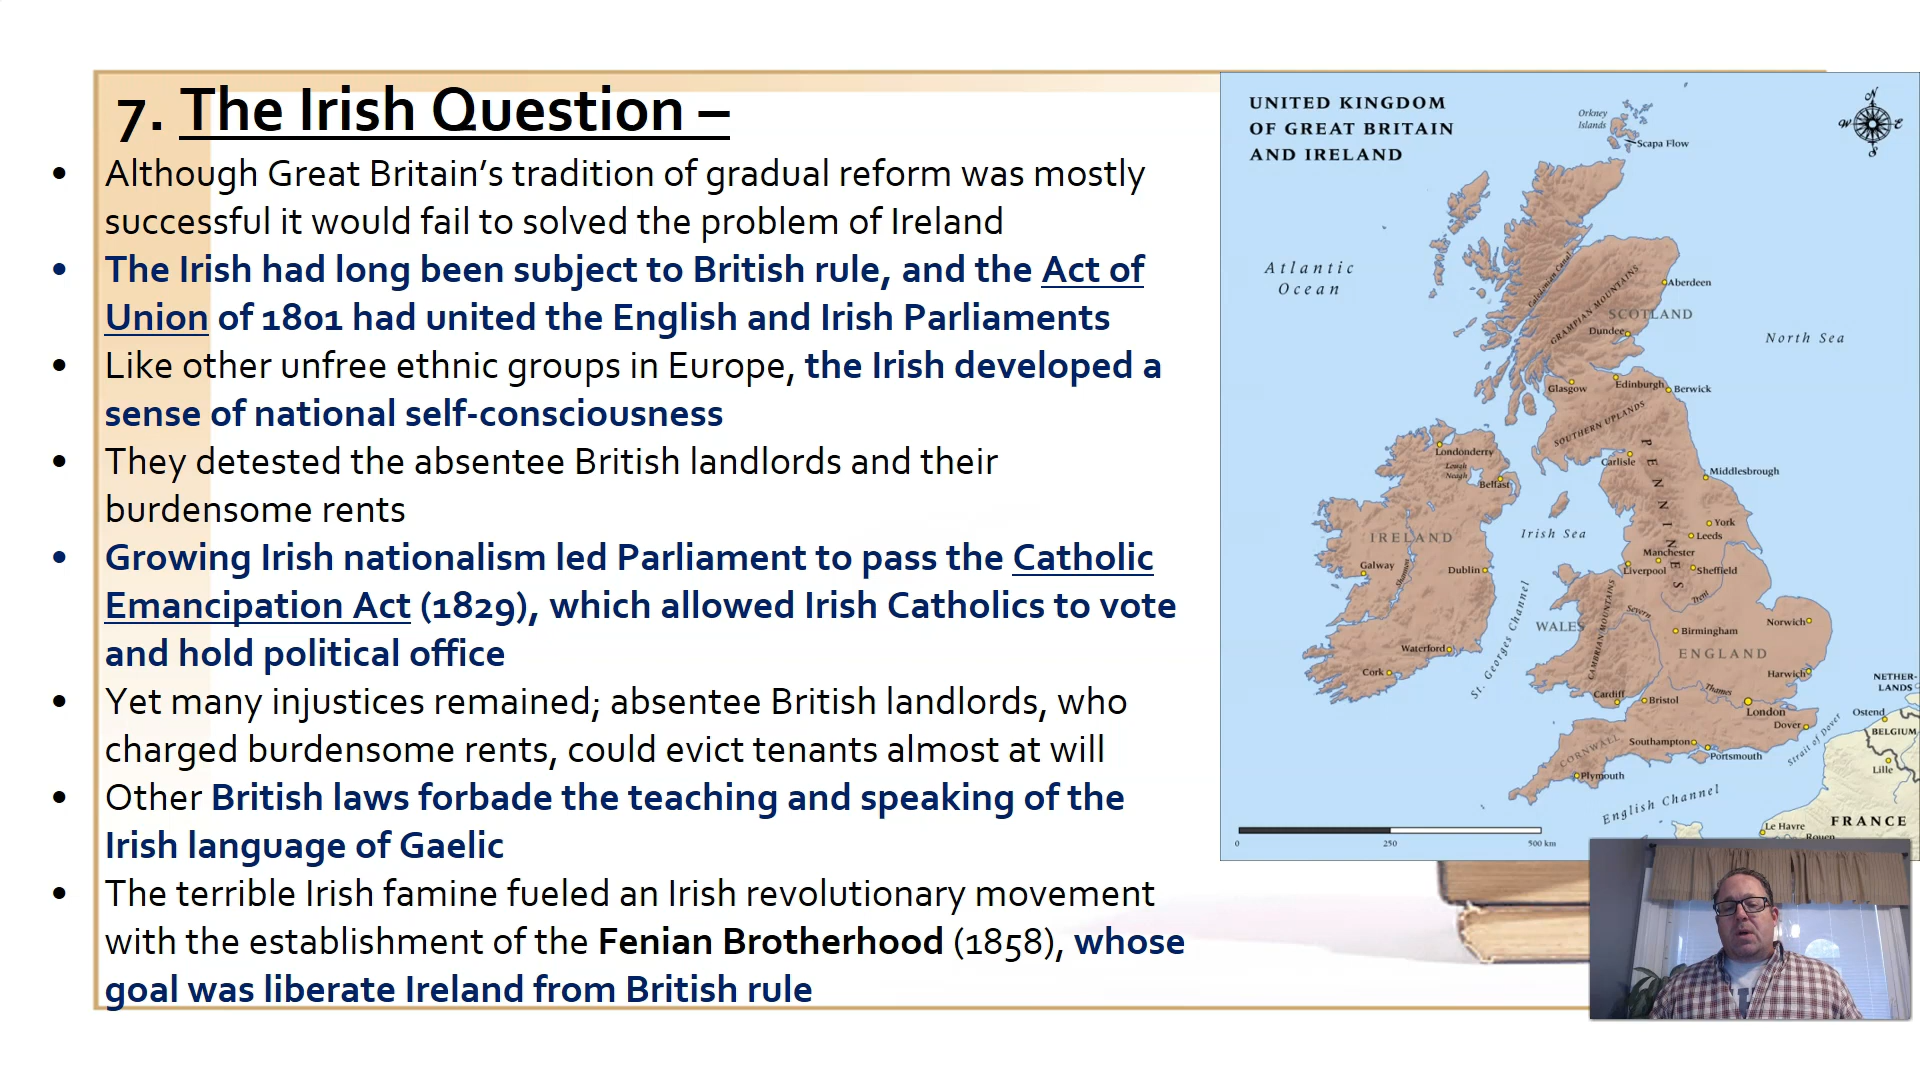 7. The Irish Question –
• Although Great Britain’s tradition of gradual reform was mostly
successful it would fail to solved the problem of Ireland
• The Irish had long been subject to British rule, and the Act of
Union of 1801 had united the English and Irish Parliaments
• Like other unfree ethnic groups in Europe, the Irish developed a
sense of national self-consciousness
• They detested the absentee British landlords and their
burdensome rents
• Growing Irish nationalism led Parliament to pass the Catholic
Emancipation Act (1829), which allowed Irish Catholics to vote
and hold political office
• Yet many injustices remained; absentee British landlords, who
charged burdensome rents, could evict tenants almost at will
• Other British laws forbade the teaching and speaking of the
Irish language of Gaelic
• The terrible Irish famine fueled an Irish revolutionary movement
with the establishment of the Fenian Brotherhood (1858), whose
goal was liberate Ireland from British rule
UNITED KINGDOM
OF GREAT BRITAIN
AND IRELAND
N
W E
S
Orkney
Islands
Scapa Flow
Atlantic
Ocean
North Sea
Caledonian Canal
GRAMPIAN MOUNTAINS
Aberdeen
SCOTLAND
Dundee
Glasgow
Edinburgh
Berwick
SOUTHERN UPLANDS
Londonderry
Lough
Neagh
Belfast
Carlisle
PENNINES
Middlesbrough
Irish Sea
York
Leeds
IRELAND
Manchester
Galway
Shannon
Dublin
Liverpool
Sheffield
Trent
St. Georges Channel
WALES
CAMBRIAN MOUNTAINS
Severn
Birmingham
Norwich
ENGLAND
Waterford
Cork
Harwich
NETHER-
LANDS
Cardiff
Bristol
Thames
London
Dover
Strait of Dover
Ostend
BELGIUM
CORNWALL
Southampton
Portsmouth
Lille
Plymouth
English Channel
Le Havre
FRANCE
Rouen
0 250 500 km